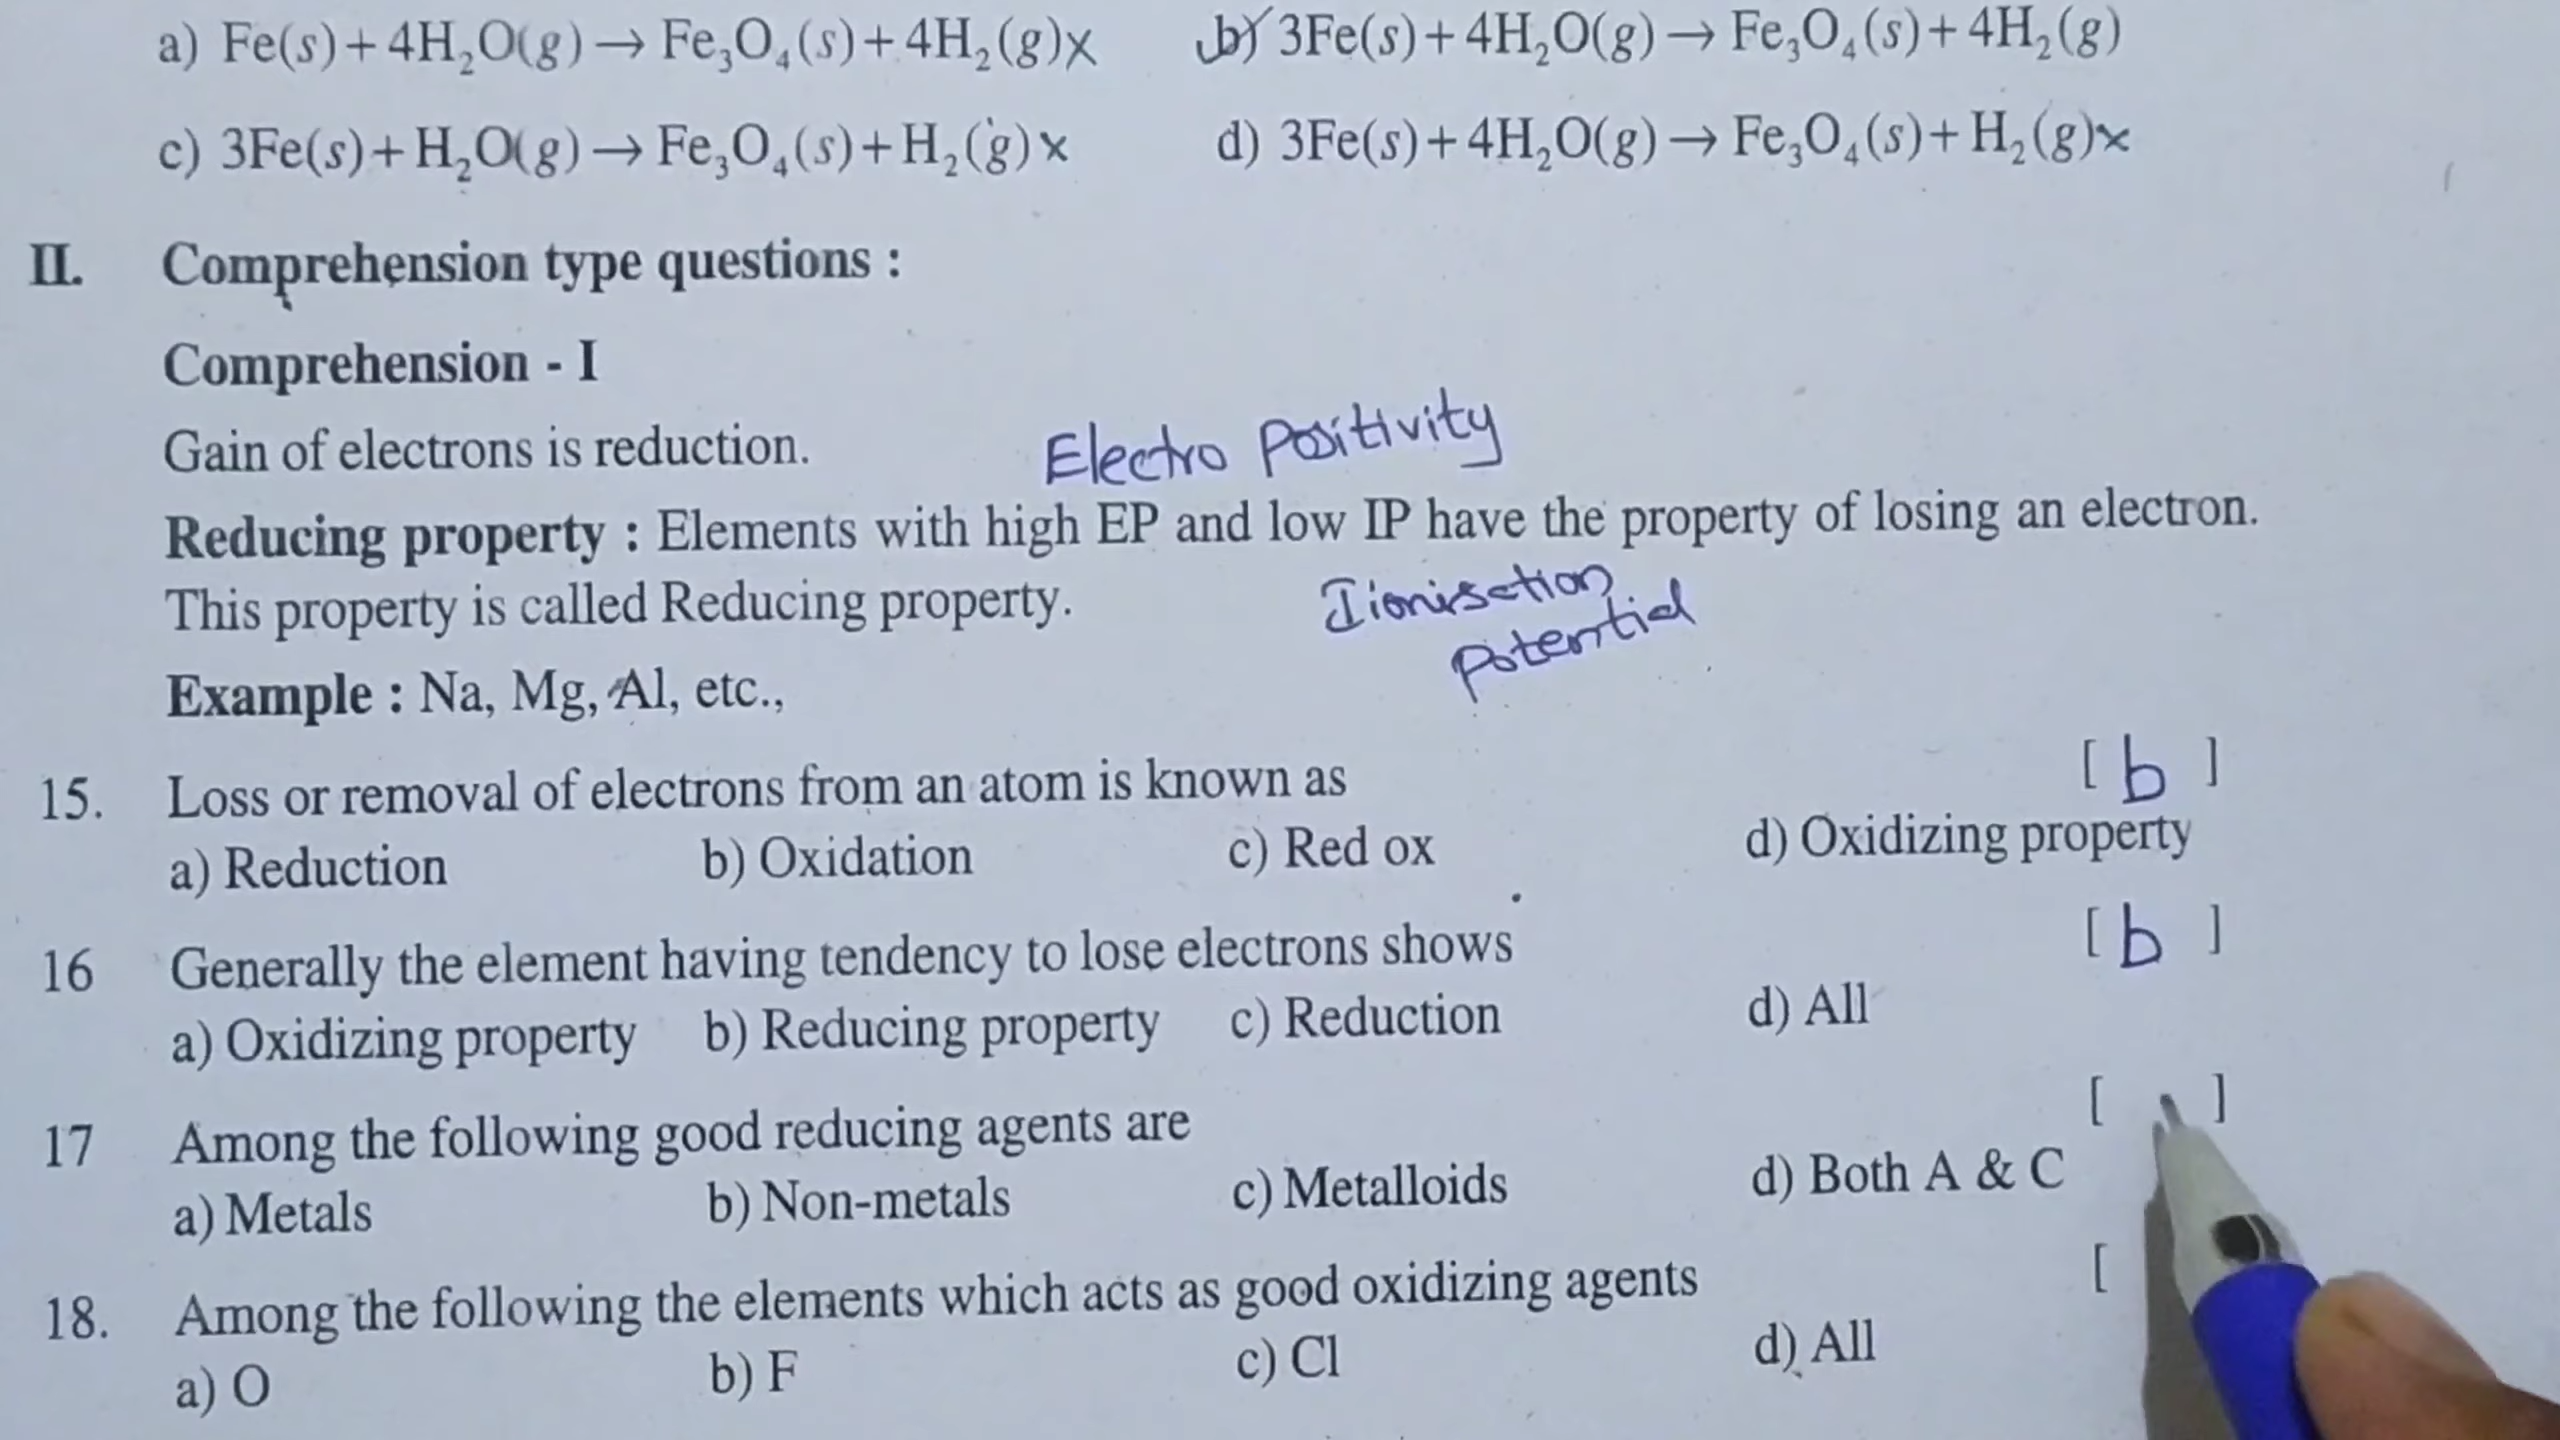 a) Fe(s)+4H₂O(g)→Fe₃O₄(s)+4H₂(g)× b) 3Fe(s)+4H₂O(g)→Fe₃O₄(s)+4H₂(g)
c) 3Fe(s)+H₂O(g)→Fe₃O₄(s)+H₂(g)× d) 3Fe(s)+4H₂O(g)→Fe₃O₄(s)+H₂(g)×
II. Comprehension type questions :
Comprehension - I
Gain of electrons is reduction.
Electro Positivity
Reducing property : Elements with high EP and low IP have the property of losing an electron.
This property is called Reducing property.
Iionisation
Potential
Example : Na, Mg, Al, etc.,
15. Loss or removal of electrons from an atom is known as [ b ]
a) Reduction b) Oxidation c) Red ox d) Oxidizing property
16 Generally the element having tendency to lose electrons shows [ b ]
a) Oxidizing property b) Reducing property c) Reduction d) All
17 Among the following good reducing agents are [ ]
a) Metals b) Non-metals c) Metalloids d) Both A & C
18. Among the following the elements which acts as good oxidizing agents [
a) O b) F c) Cl d) All